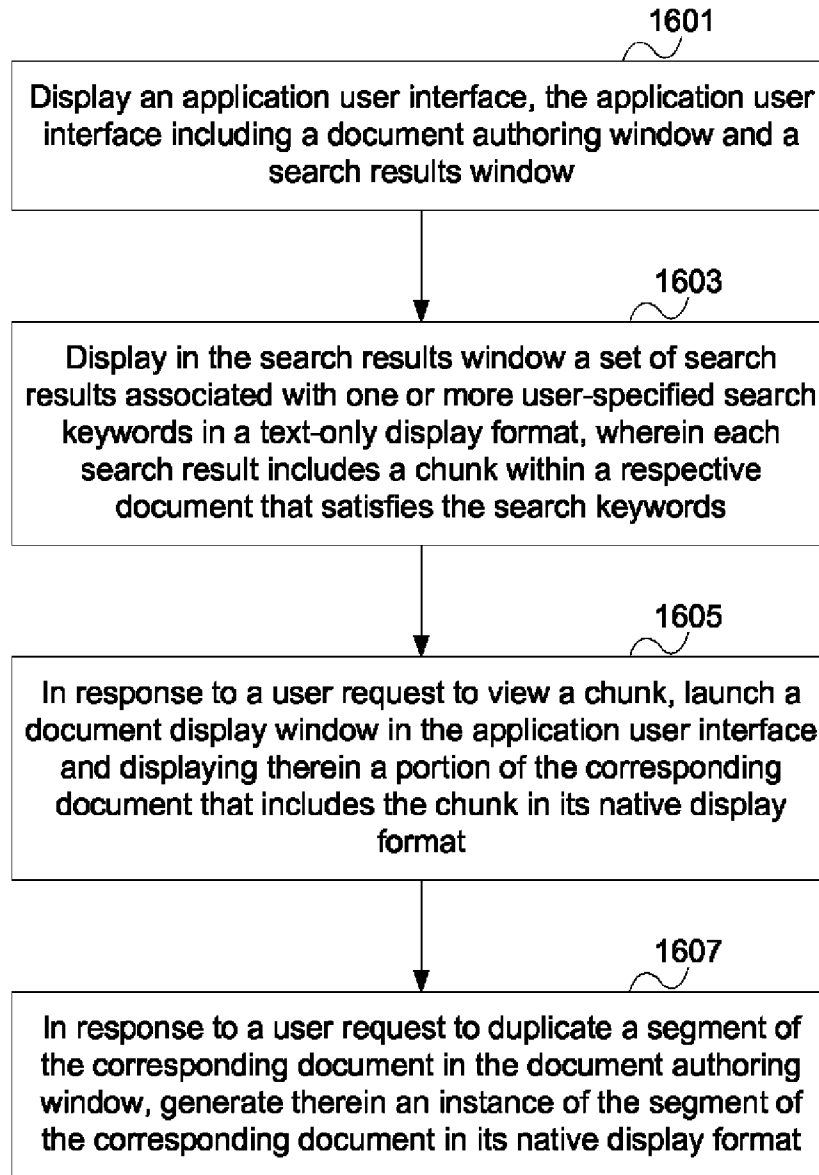 1601
Display an application user interface, the application user
interface including a document authoring window and a
search results window
1603
Display in the search results window a set of search
results associated with one or more user-specified search
keywords in a text-only display format, wherein each
search result includes a chunk within a respective
document that satisfies the search keywords
1605
In response to a user request to view a chunk, launch a
document display window in the application user interface
and displaying therein a portion of the corresponding
document that includes the chunk in its native display
format
1607
In response to a user request to duplicate a segment of
the corresponding document in the document authoring
window, generate therein an instance of the segment of
the corresponding document in its native display format